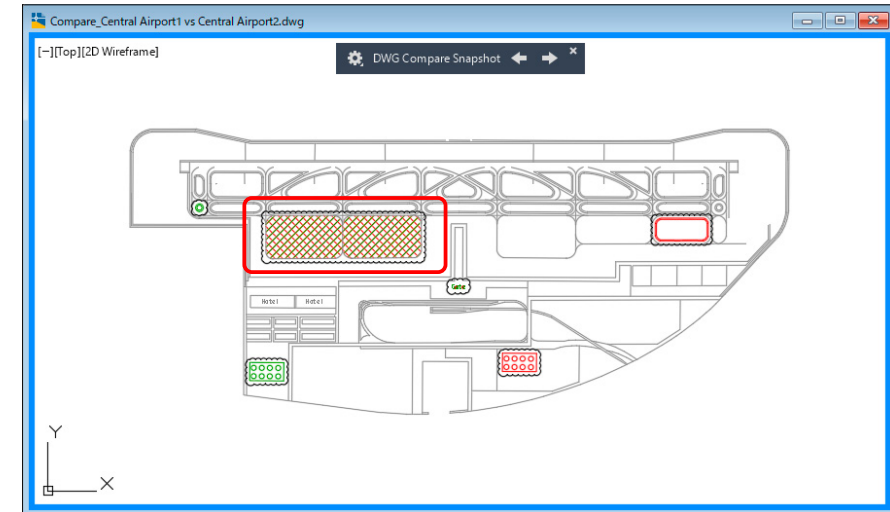 Compare_Central Airport1 vs Central Airport2.dwg
[−][Top][2D Wireframe]
DWG Compare Snapshot
Gate
Hotel Hotel
Y
X